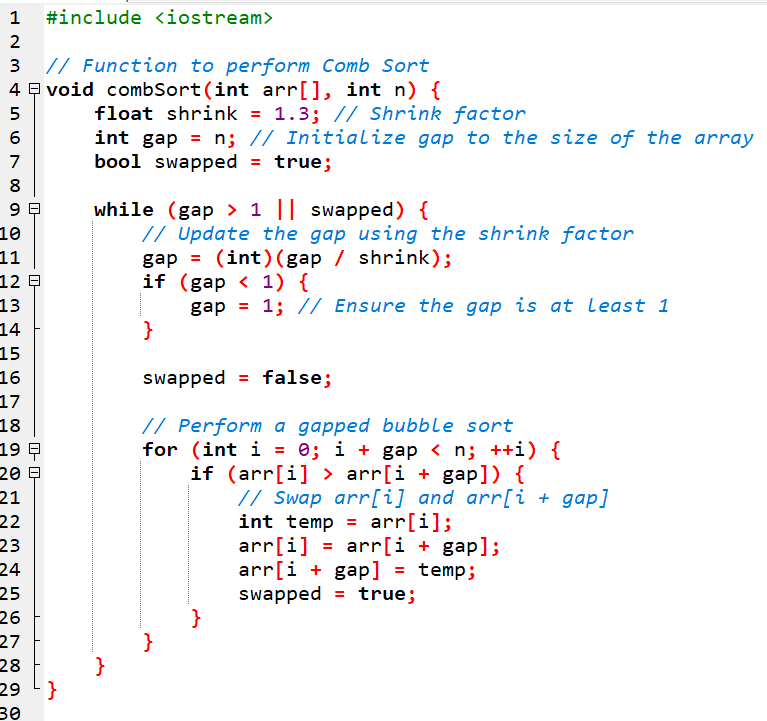 1 #include <iostream>
2
3 // Function to perform Comb Sort
4 void combSort(int arr[], int n) {
5     float shrink = 1.3; // Shrink factor
6     int gap = n; // Initialize gap to the size of the array
7     bool swapped = true;
8
9     while (gap > 1 || swapped) {
10         // Update the gap using the shrink factor
11         gap = (int)(gap / shrink);
12         if (gap < 1) {
13             gap = 1; // Ensure the gap is at least 1
14         }
15
16         swapped = false;
17
18         // Perform a gapped bubble sort
19         for (int i = 0; i + gap < n; ++i) {
20             if (arr[i] > arr[i + gap]) {
21                 // Swap arr[i] and arr[i + gap]
22                 int temp = arr[i];
23                 arr[i] = arr[i + gap];
24                 arr[i + gap] = temp;
25                 swapped = true;
26             }
27         }
28     }
29 }
30